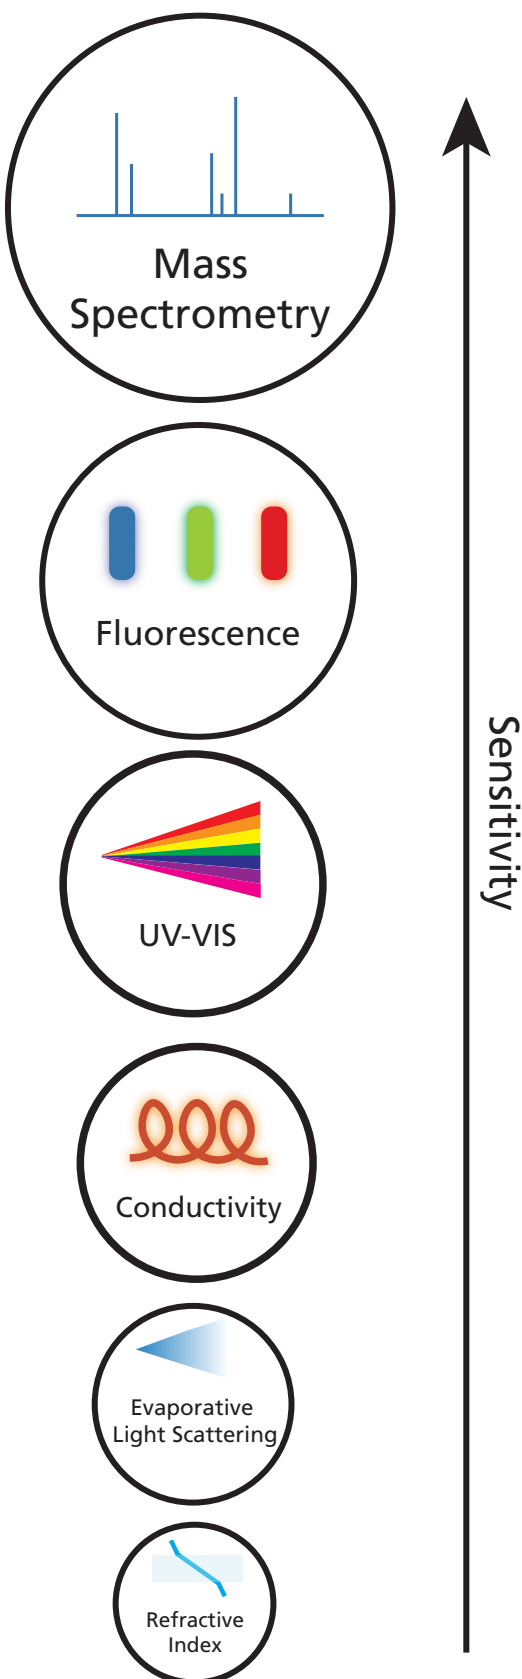 Mass
Spectrometry
Fluorescence
UV-VIS
Conductivity
Evaporative
Light Scattering
Refractive
Index
Sensitivity